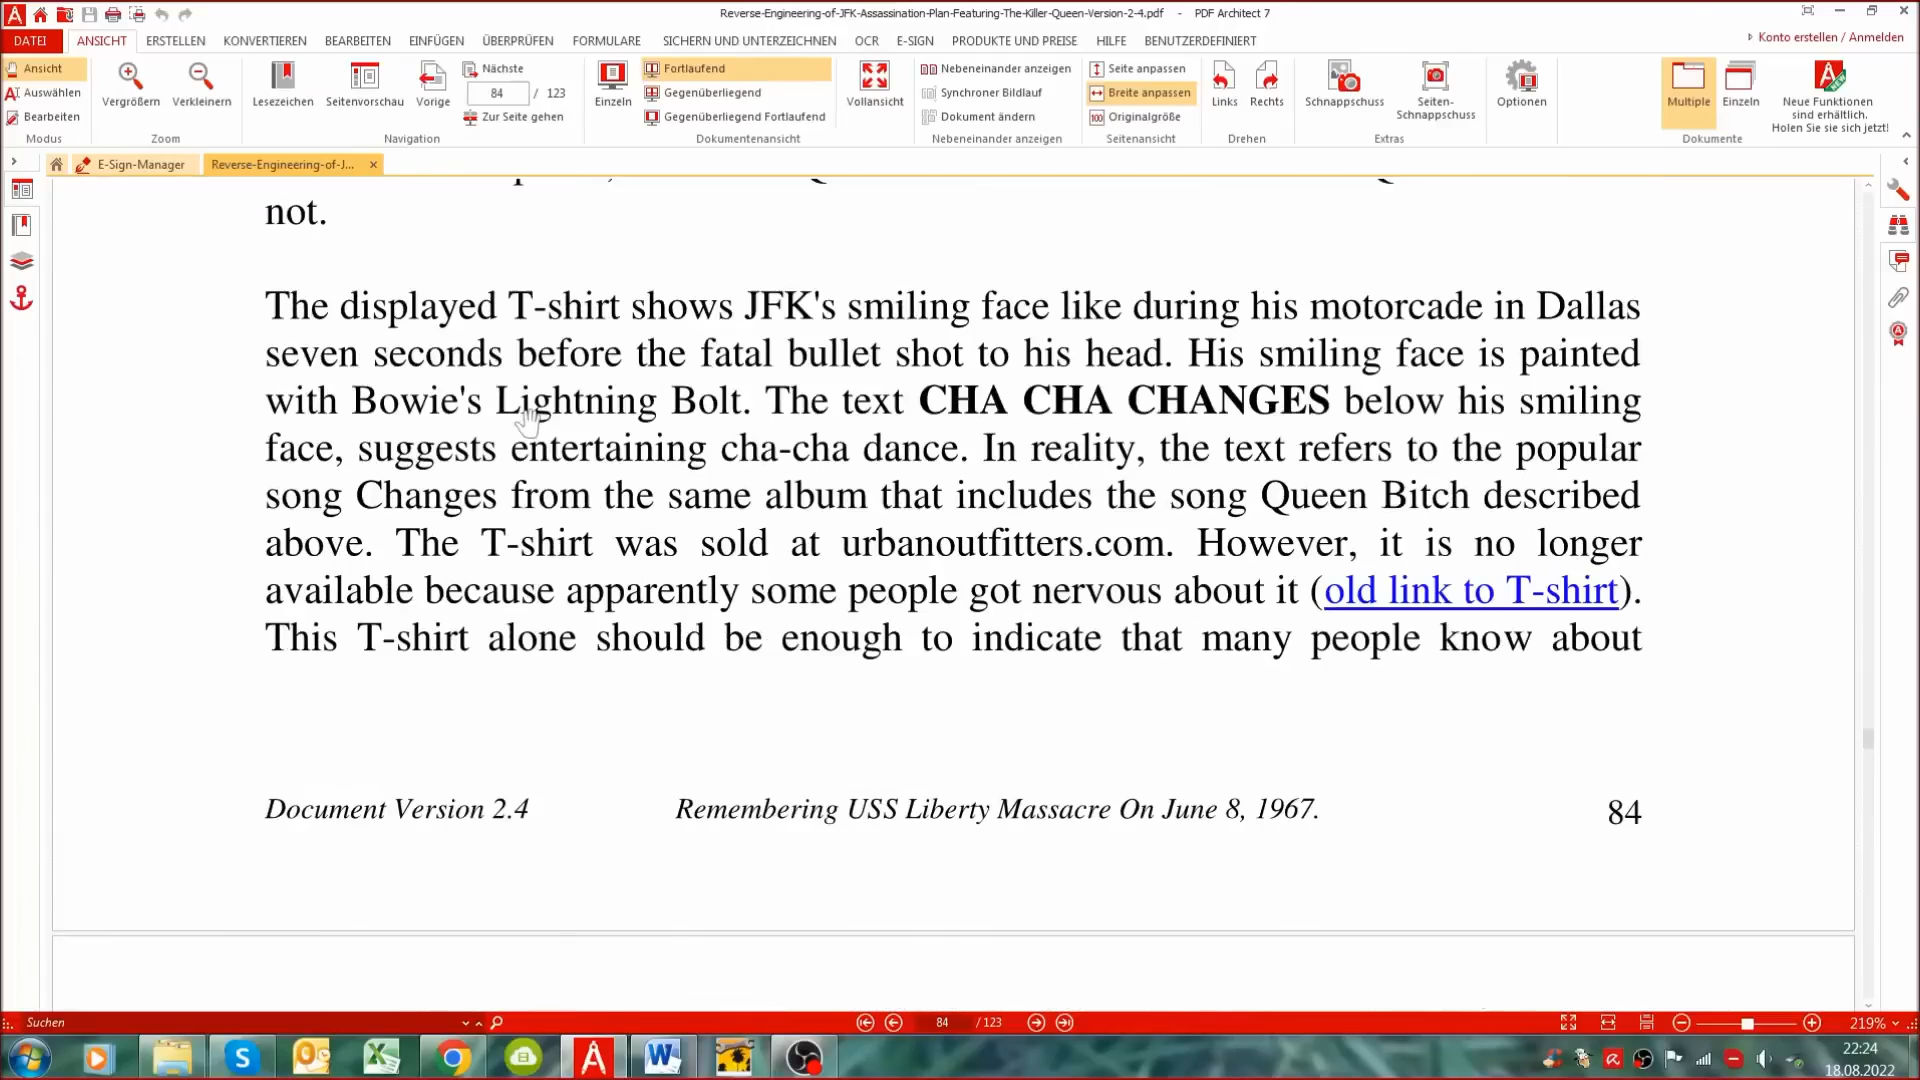 Reverse-Engineering-of-JFK-Assassination-Plan-Featuring-The-Killer-Queen-Version-2-4.pdf - PDF Architect 7
DATEI ANSICHT ERSTELLEN KONVERTIEREN BEARBEITEN EINFÜGEN ÜBERPRÜFEN FORMULARE SICHERN UND UNTERZEICHNEN OCR E-SIGN PRODUKTE UND PREISE HILFE BENUTZERDEFINIERT Konto erstellen / Anmelden
Ansicht
Auswählen
Bearbeiten
Modus
Vergrößern Verkleinern
Zoom
Lesezeichen Seitenvorschau Vorige
Nächste
84 / 123
Zur Seite gehen
Navigation
Einzeln
Fortlaufend
Gegenüberliegend
Gegenüberliegend Fortlaufend
Dokumentenansicht
Vollansicht
Nebeneinander anzeigen
Synchroner Bildlauf
Dokument ändern
Nebeneinander anzeigen
Seite anpassen
Breite anpassen
100 Originalgröße
Seitenansicht
Links Rechts
Drehen
Schnappschuss
Seiten-
Schnappschuss
Extras
Optionen
Multiple Einzeln
Dokumente
Neue Funktionen
sind erhältlich.
Holen Sie sie sich jetzt!
E-Sign-Manager
Reverse-Engineering-of-J...
not.
The displayed T-shirt shows JFK's smiling face like during his motorcade in Dallas
seven seconds before the fatal bullet shot to his head. His smiling face is painted
with Bowie's Lightning Bolt. The text CHA CHA CHANGES below his smiling
face, suggests entertaining cha-cha dance. In reality, the text refers to the popular
song Changes from the same album that includes the song Queen Bitch described
above. The T-shirt was sold at urbanoutfitters.com. However, it is no longer
available because apparently some people got nervous about it (old link to T-shirt).
This T-shirt alone should be enough to indicate that many people know about
Document Version 2.4 Remembering USS Liberty Massacre On June 8, 1967. 84
Suchen
84 / 123
219%
22:24
18.08.2022